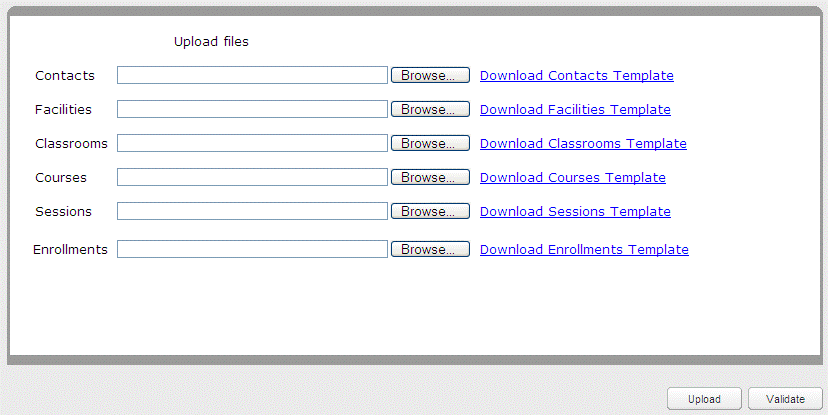 Upload files
Contacts Browse... Download Contacts Template
Facilities Browse... Download Facilities Template
Classrooms Browse... Download Classrooms Template
Courses Browse... Download Courses Template
Sessions Browse... Download Sessions Template
Enrollments Browse... Download Enrollments Template
Upload Validate